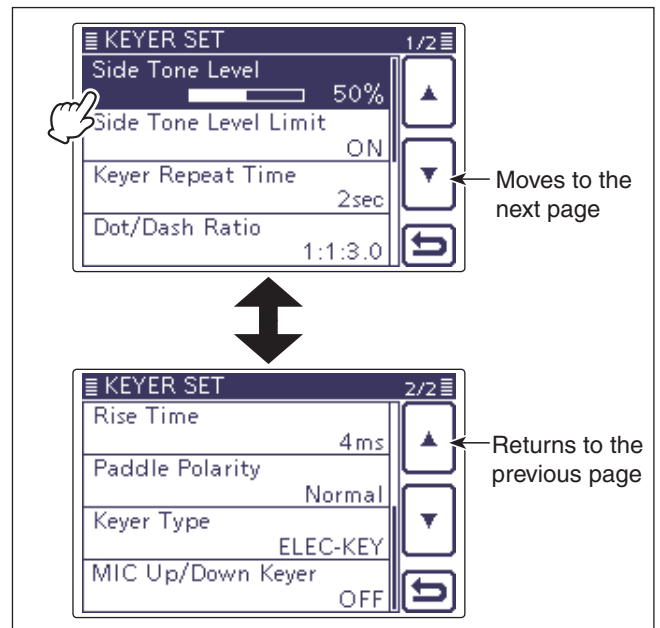 KEYER SET 1/2
Side Tone Level
50%
Side Tone Level Limit
ON
Keyer Repeat Time
2sec
Dot/Dash Ratio
1:1:3.0
Moves to the
next page
KEYER SET 2/2
Rise Time
4ms
Paddle Polarity
Normal
Keyer Type
ELEC-KEY
MIC Up/Down Keyer
OFF
Returns to the
previous page